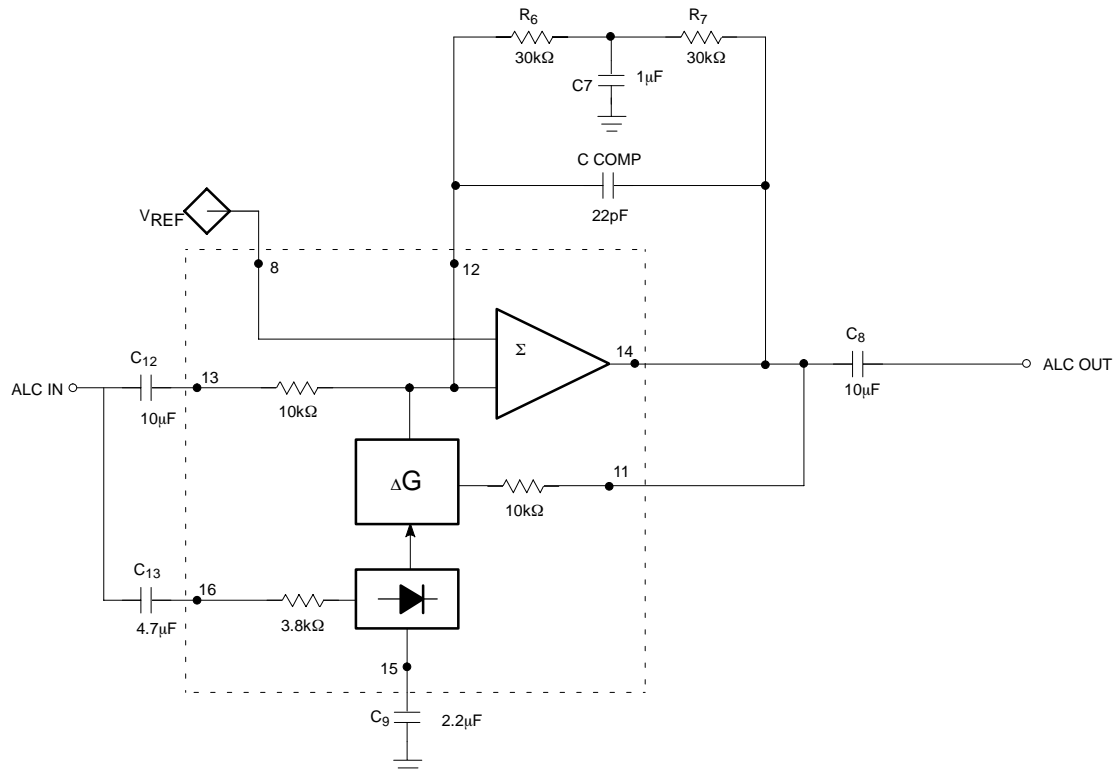 R6
R7
30kΩ
30kΩ
C7
1µF
C COMP
22pF
VREF
8
12
Σ
14
C8
ALC OUT
10µF
C12
ALC IN
13
10µF
10kΩ
ΔG
11
10kΩ
C13
16
4.7µF
3.8kΩ
15
C9
2.2µF